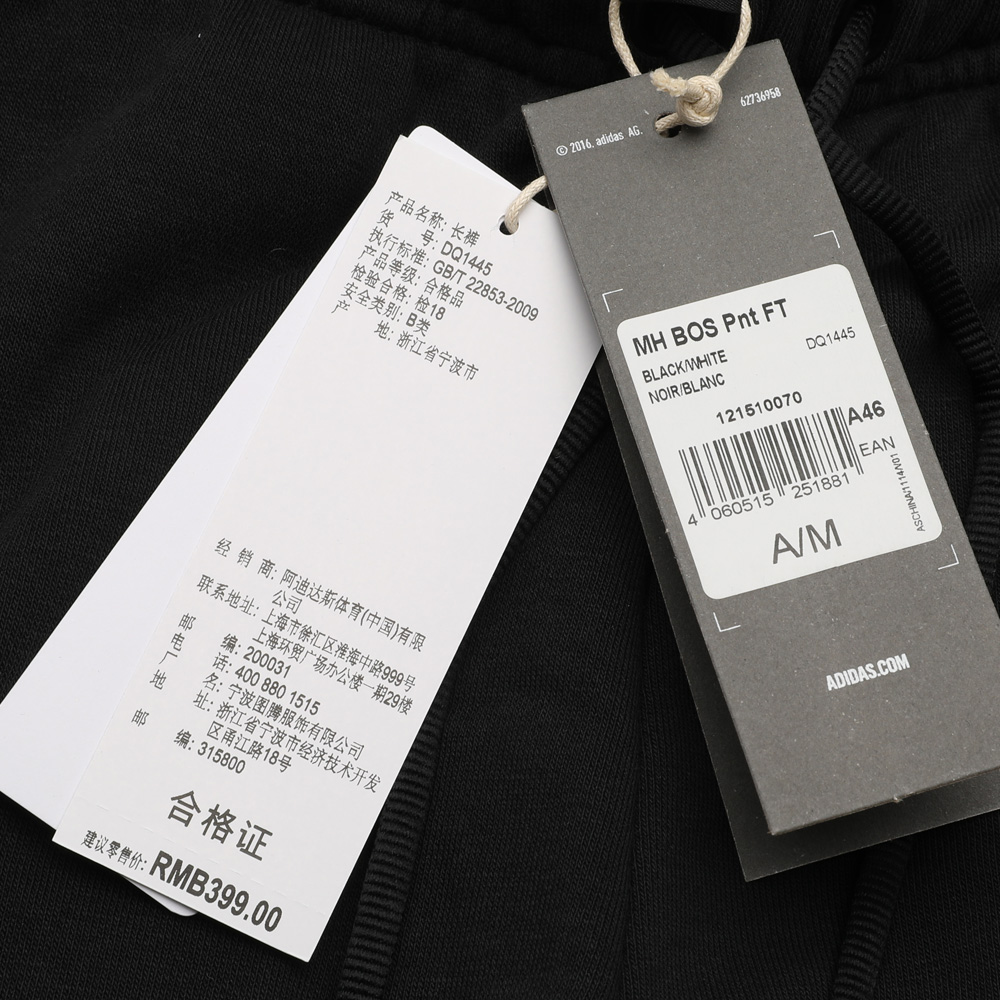 产品名称: 长裤
货 号: DQ1445
执行标准: GB/T 22853-2009
产品等级: 合格品
检验合格: 检18
安全类别: B类
产 地: 浙江省宁波市
经 销 商: 阿迪达斯体育(中国)有限
公司
联系地址: 上海市徐汇区淮海中路999号
上海环贸广场办公楼一期29楼
邮 编: 200031
电 话: 400 880 1515
厂 名: 宁波图腾服饰有限公司
地 址: 浙江省宁波市经济技术开发
区甬江路18号
邮 编: 315800
合格证
建议零售价: RMB399.00
62736958
© 2016. adidas AG.
MH BOS Pnt FT
BLACK/WHITE
DQ1445
NOIR/BLANC
121510070
A46
EAN
4 060515 251881
A/M
ADIDAS.COM